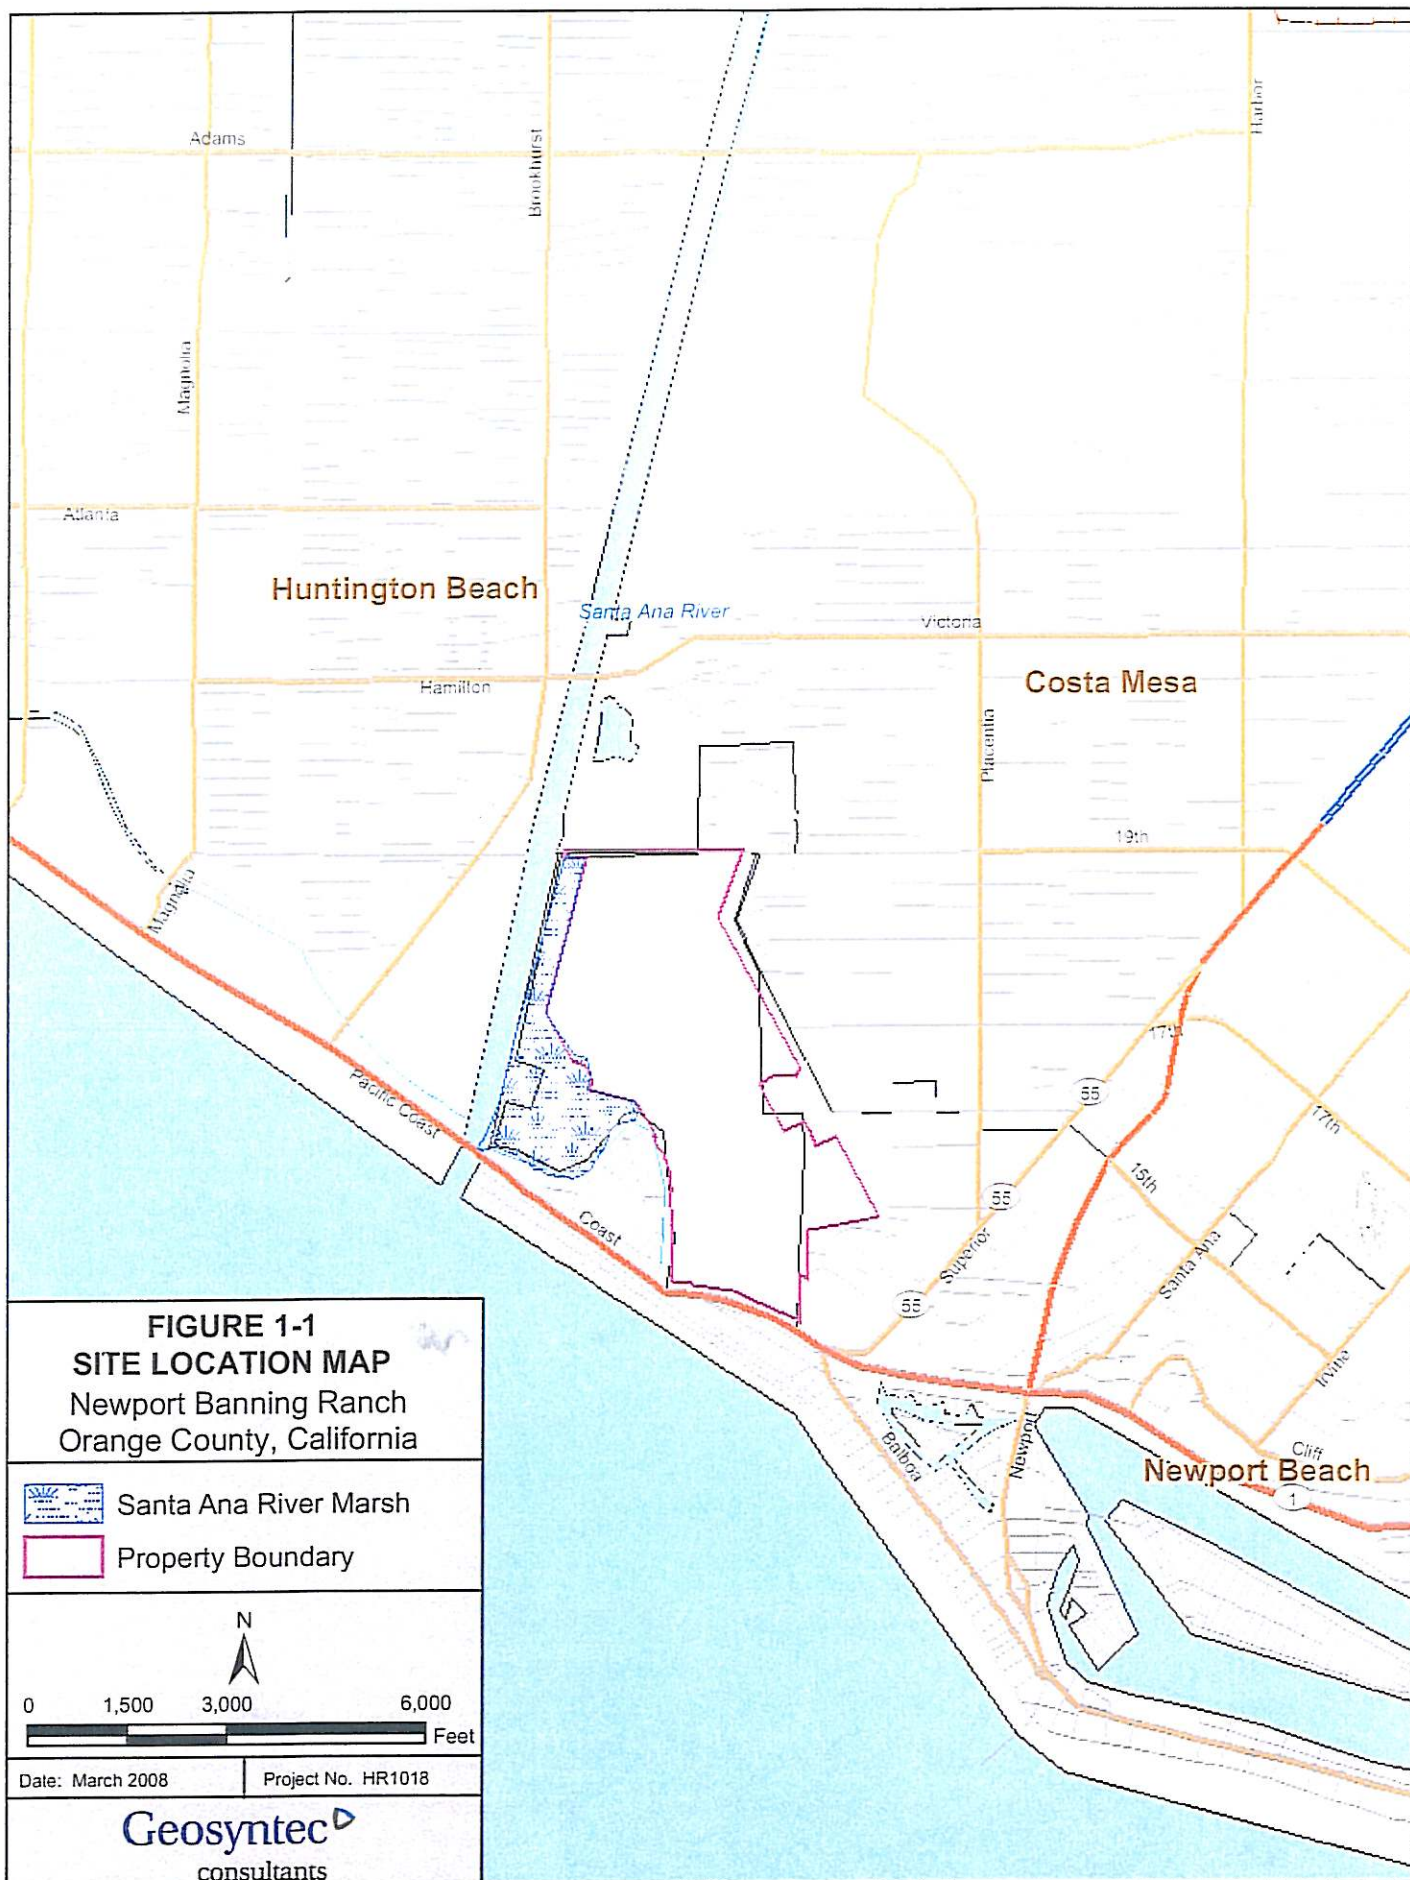 Adams
Brookhurst
Harbor
Magnolia
Atlanta
Huntington Beach
Santa Ana River
Victoria
Hamilton
Costa Mesa
Placentia
19th
Magnolia
17th
Pacific Coast
55
17th
15th
55
Coast
Superior
Santa Ana
55
Irvine
Balboa
Newport
Cliff
Newport Beach
1
FIGURE 1-1
SITE LOCATION MAP
Newport Banning Ranch
Orange County, California
Santa Ana River Marsh
Property Boundary
N
0 1,500 3,000 6,000
Feet
Date: March 2008
Project No. HR1018
Geosyntec
consultants